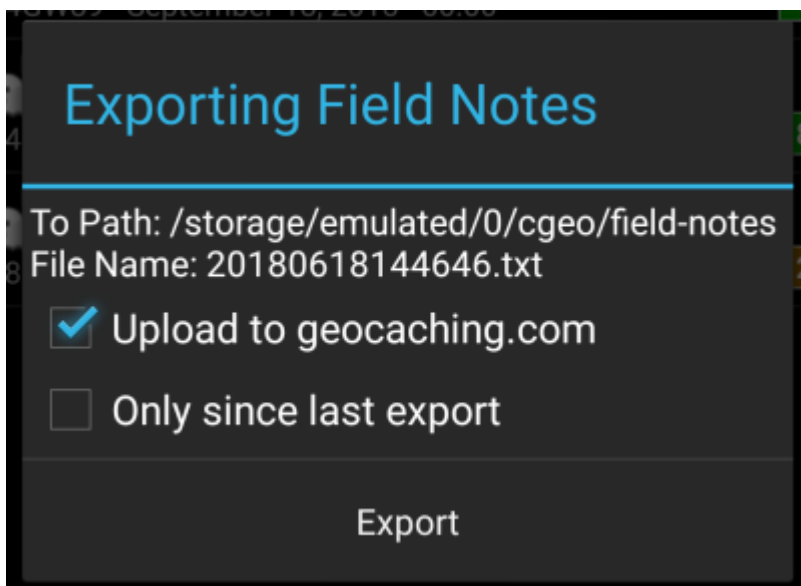 Exporting Field Notes
To Path: /storage/emulated/0/cgeo/field-notes
File Name: 20180618144646.txt
Upload to geocaching.com
Only since last export
Export